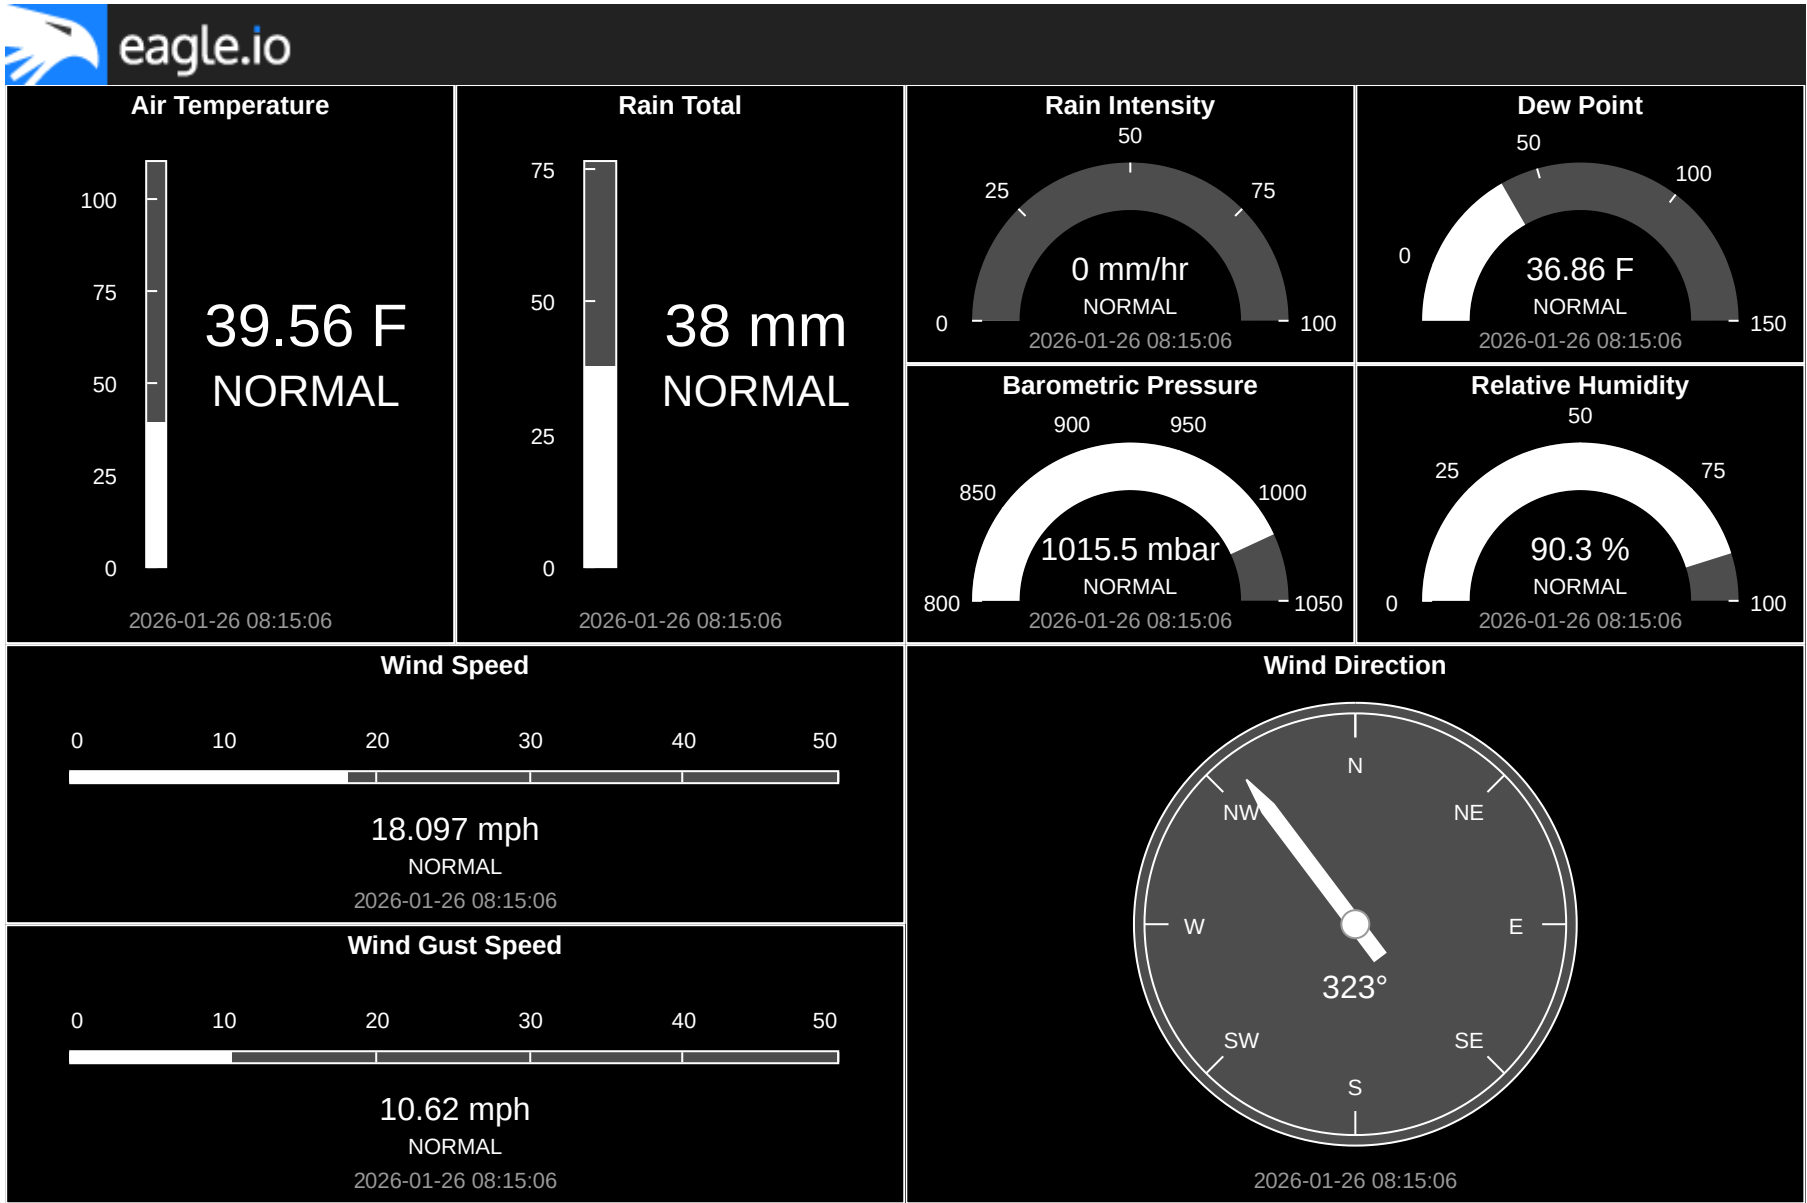 eagle.io
Air Temperature
100
75
50
25
0
39.56 F
NORMAL
2026-01-26 08:15:06
Rain Total
75
50
25
0
38 mm
NORMAL
2026-01-26 08:15:06
Rain Intensity
50
25
75
0
100
0 mm/hr
NORMAL
2026-01-26 08:15:06
Dew Point
50
100
0
150
36.86 F
NORMAL
2026-01-26 08:15:06
Barometric Pressure
900
950
850
1000
800
1050
1015.5 mbar
NORMAL
2026-01-26 08:15:06
Relative Humidity
50
25
75
0
100
90.3 %
NORMAL
2026-01-26 08:15:06
Wind Speed
0 10 20 30 40 50
18.097 mph
NORMAL
2026-01-26 08:15:06
Wind Gust Speed
0 10 20 30 40 50
10.62 mph
NORMAL
2026-01-26 08:15:06
Wind Direction
N
NW
NE
W
E
323°
SW
SE
S
2026-01-26 08:15:06